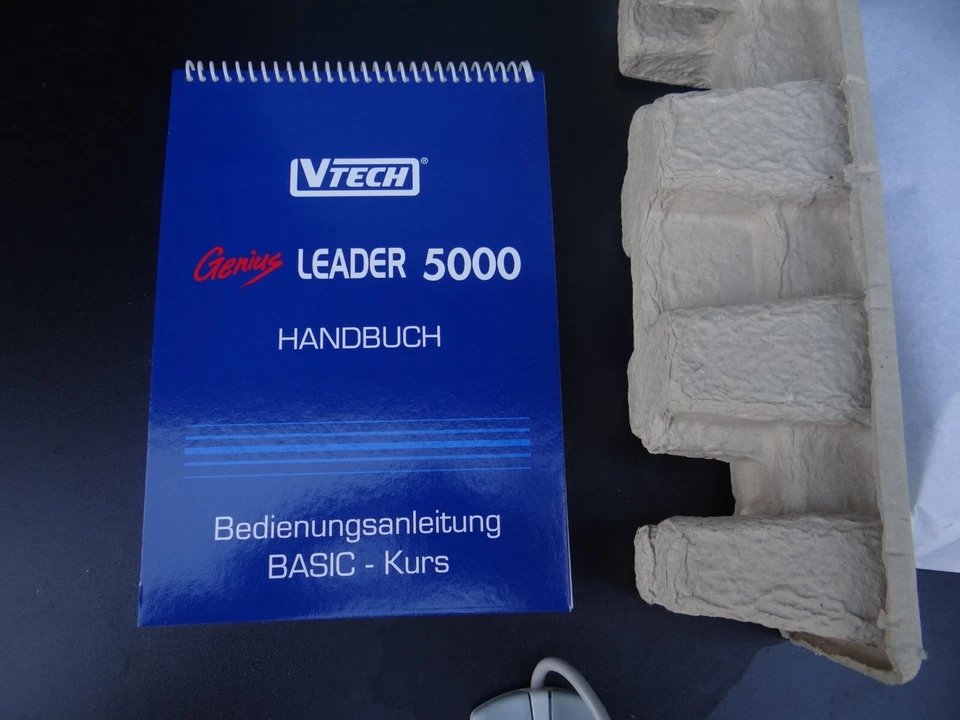 VTECH®
Genius LEADER 5000
HANDBUCH
Bedienungsanleitung
BASIC - Kurs